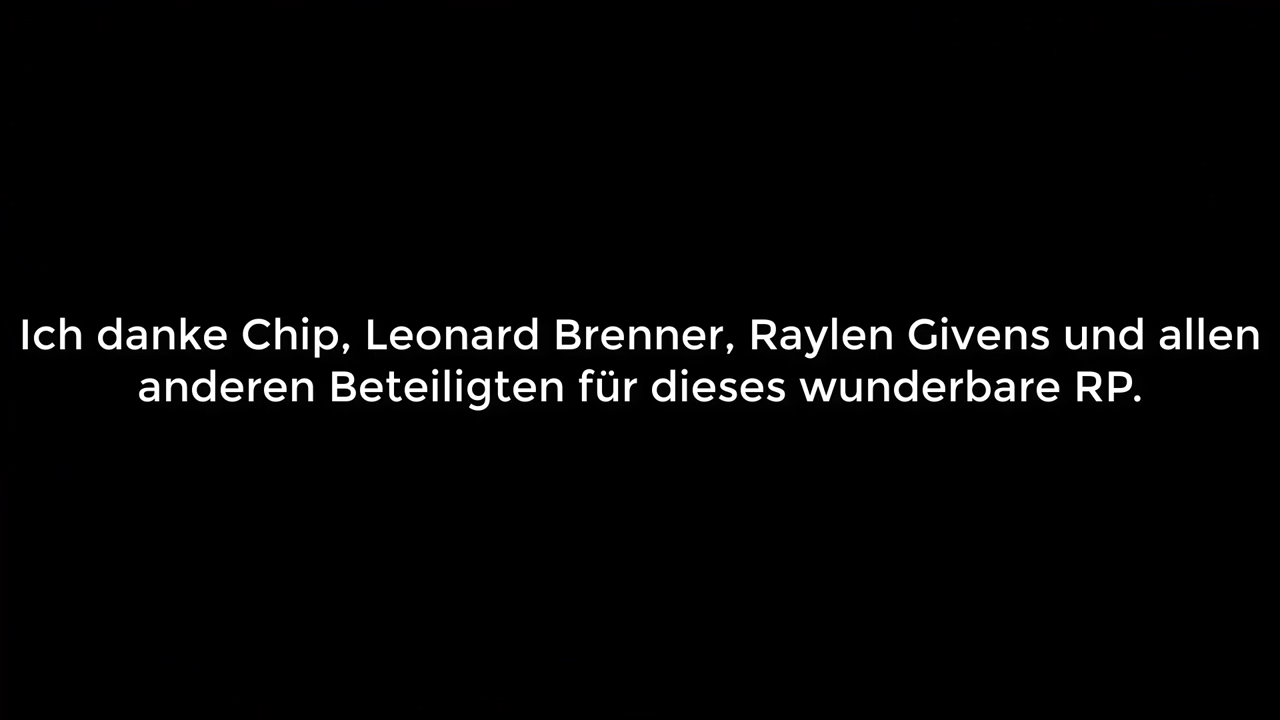 Ich danke Chip, Leonard Brenner, Raylen Givens und allen
anderen Beteiligten für dieses wunderbare RP.